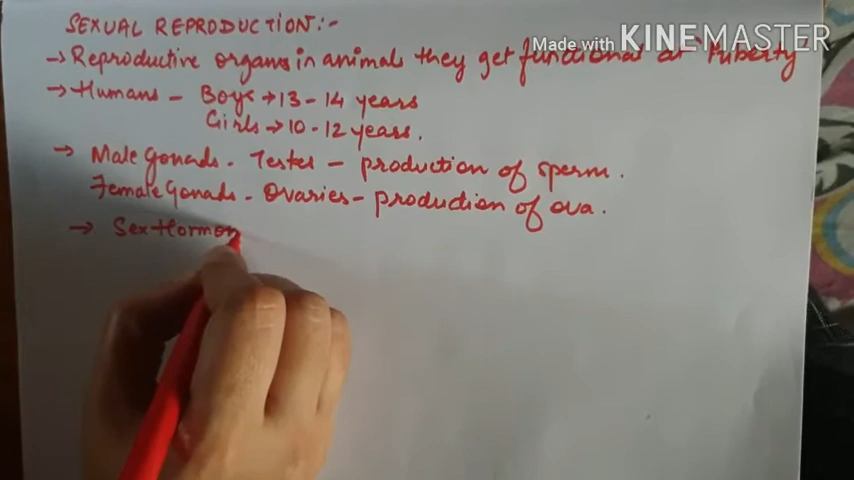 SEXUAL REPRODUCTION:-
Made with KINEMASTER
→ Reproductive organs in animals they get functional at Puberty
→ Humans - Boys → 13 - 14 years
Girls → 10 - 12 years.
→ Male Gonads - Testes - production of sperm.
Female Gonads - Ovaries - production of ova.
→ Sex Hormon